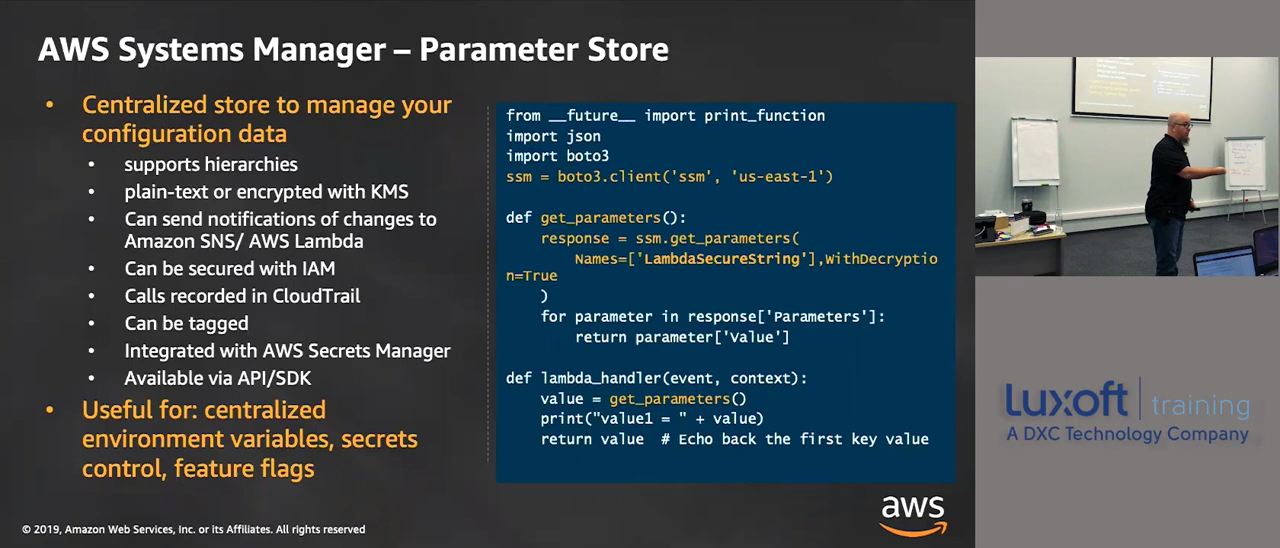 AWS Systems Manager – Parameter Store
• Centralized store to manage your
configuration data
• supports hierarchies
• plain-text or encrypted with KMS
• Can send notifications of changes to
Amazon SNS/ AWS Lambda
• Can be secured with IAM
• Calls recorded in CloudTrail
• Can be tagged
• Integrated with AWS Secrets Manager
• Available via API/SDK
• Useful for: centralized
environment variables, secrets
control, feature flags
from __future__ import print_function
import json
import boto3
ssm = boto3.client('ssm', 'us-east-1')
def get_parameters():
response = ssm.get_parameters(
Names=['LambdaSecureString'],WithDecryptio
n=True
)
for parameter in response['Parameters']:
return parameter['Value']
def lambda_handler(event, context):
value = get_parameters()
print("value1 = " + value)
return value # Echo back the first key value
© 2019, Amazon Web Services, Inc. or its Affiliates. All rights reserved
aws
Luxoft training
A DXC Technology Company